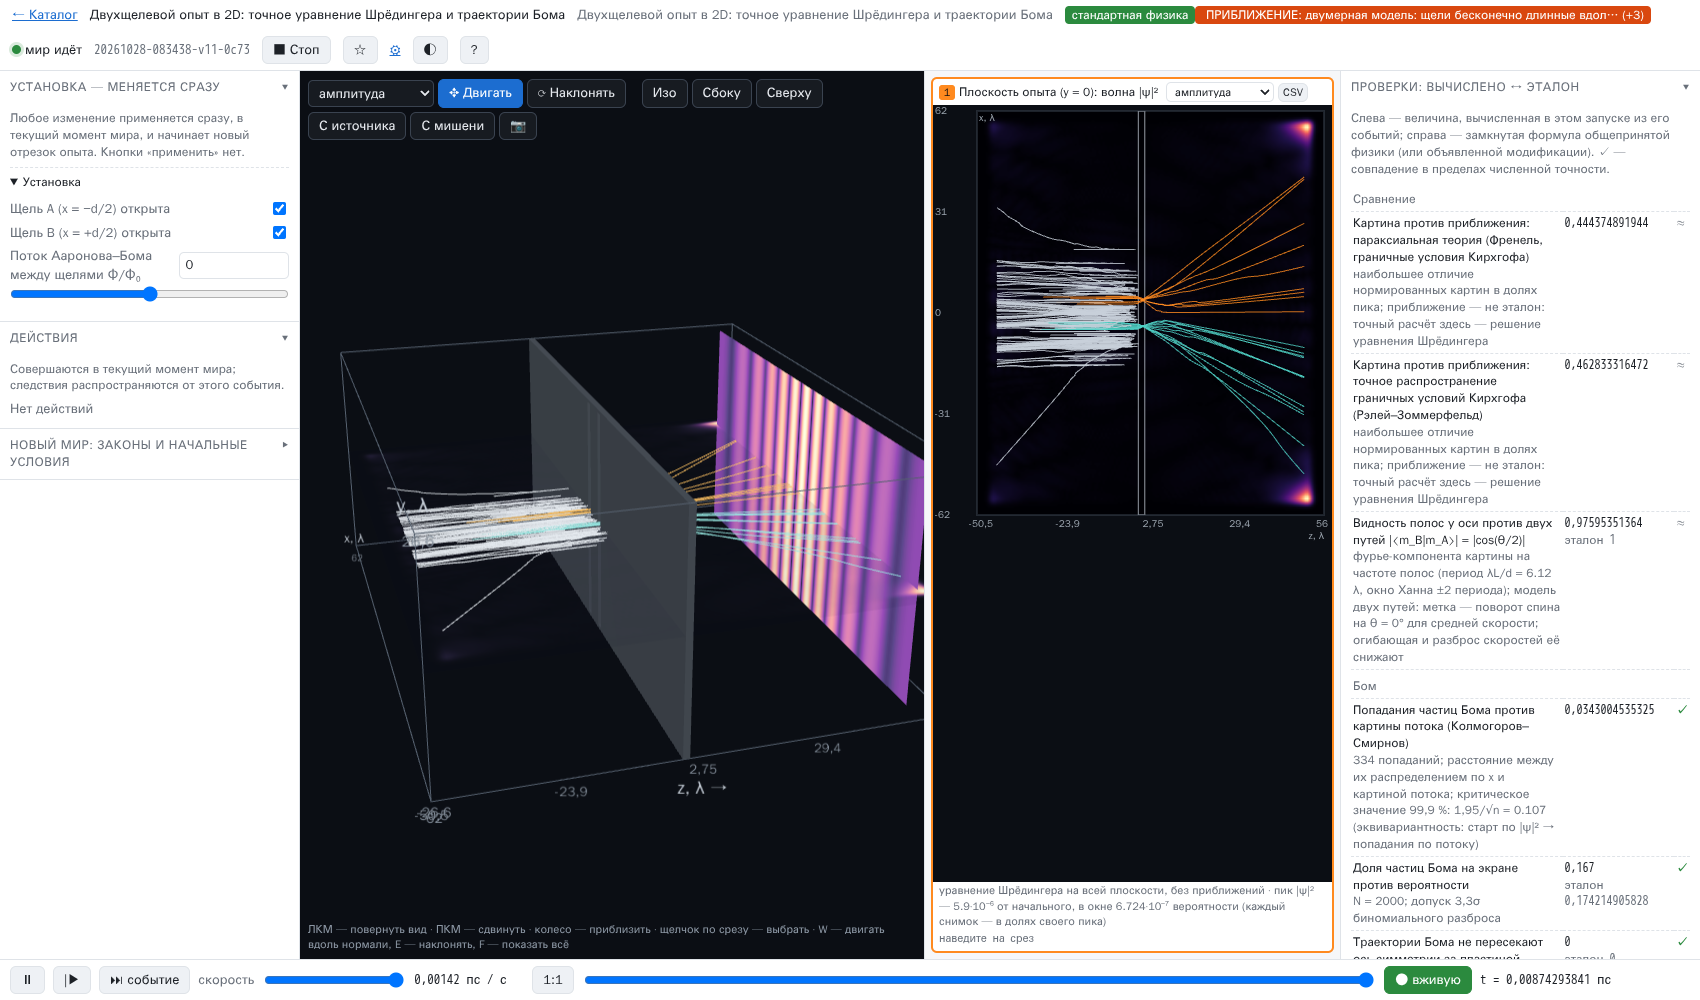 ← Каталог Двухщелевой опыт в 2D: точное уравнение Шрёдингера и траектории Бома Двухщелевой опыт в 2D: точное уравнение Шрёдингера и траектории Бома стандартная физика ПРИБЛИЖЕНИЕ: двумерная модель: щели бесконечно длинные вдол··· (+3)
мир идёт 20261028-083438-v11-0c73 Стоп ☆ ⚙ ?
УСТАНОВКА — МЕНЯЕТСЯ СРАЗУ
Любое изменение применяется сразу, в
текущий момент мира, и начинает новый
отрезок опыта. Кнопки «применить» нет.
Установка
Щель A (x = −d/2) открыта
Щель B (x = +d/2) открыта
Поток Ааронова–Бома
между щелями Φ/Φ₀
0
ДЕЙСТВИЯ
Совершаются в текущий момент мира;
следствия распространяются от этого события.
Нет действий
НОВЫЙ МИР: ЗАКОНЫ И НАЧАЛЬНЫЕ
УСЛОВИЯ
амплитуда Двигать Наклонять Изо Сбоку Сверху
С источника С мишени
y, λ
x, λ
62
29,4
2,75
z, λ →
-23,9
ЛКМ — повернуть вид · ПКМ — сдвинуть · колесо — приблизить · щелчок по срезу — выбрать · W — двигать
вдоль нормали, E — наклонять, F — показать всё
1 Плоскость опыта (y = 0): волна |ψ|² амплитуда CSV
62
x, λ
31
0
-31
-62
-50,5 -23,9 2,75 29,4 56
z, λ
уравнение Шрёдингера на всей плоскости, без приближений · пик |ψ|²
— 5.9·10⁻⁶ от начального, в окне 6.724·10⁻⁷ вероятности (каждый
снимок — в долях своего пика)
наведите на срез
ПРОВЕРКИ: ВЫЧИСЛЕНО ↔ ЭТАЛОН
Слева — величина, вычисленная в этом запуске из его
событий; справа — замкнутая формула общепринятой
физики (или объявленной модификации). ✓ —
совпадение в пределах численной точности.
Сравнение
Картина против приближения: 0,444374891944 ≈
параксиальная теория (Френель,
граничные условия Кирхгофа)
наибольшее отличие
нормированных картин в долях
пика; приближение — не эталон:
точный расчёт здесь — решение
уравнения Шрёдингера
Картина против приближения: 0,462833316472 ≈
точное распространение
граничных условий Кирхгофа
(Рэлей–Зоммерфельд)
наибольшее отличие
нормированных картин в долях
пика; приближение — не эталон:
точный расчёт здесь — решение
уравнения Шрёдингера
Видность полос у оси против двух 0,97595351364 ≈
путей |⟨m_B|m_A⟩| = |cos(θ/2)| эталон 1
фурье-компонента картины на
частоте полос (период λL/d = 6.12
λ, окно Ханна ±2 периода); модель
двух путей: метка — поворот спина
на θ = 0° для средней скорости;
огибающая и разброс скоростей её
снижают
Бом
Попадания частиц Бома против 0,0343004535325 ✓
картины потока (Колмогоров–
Смирнов)
334 попаданий; расстояние между
их распределением по x и
картиной потока; критическое
значение 99,9 %: 1,95/√n = 0.107
(эквивариантность: старт по |ψ|² →
попадания по потоку)
Доля частиц Бома на экране 0,167 ✓
против вероятности эталон
N = 2000; допуск 3,3σ 0,174214905828
биномиального разброса
Траектории Бома не пересекают 0 ✓
ось симметрии за пластиной эталон 0
событие скорость 0,00142 пс / с 1:1 вживую t = 0,00874293841 пс